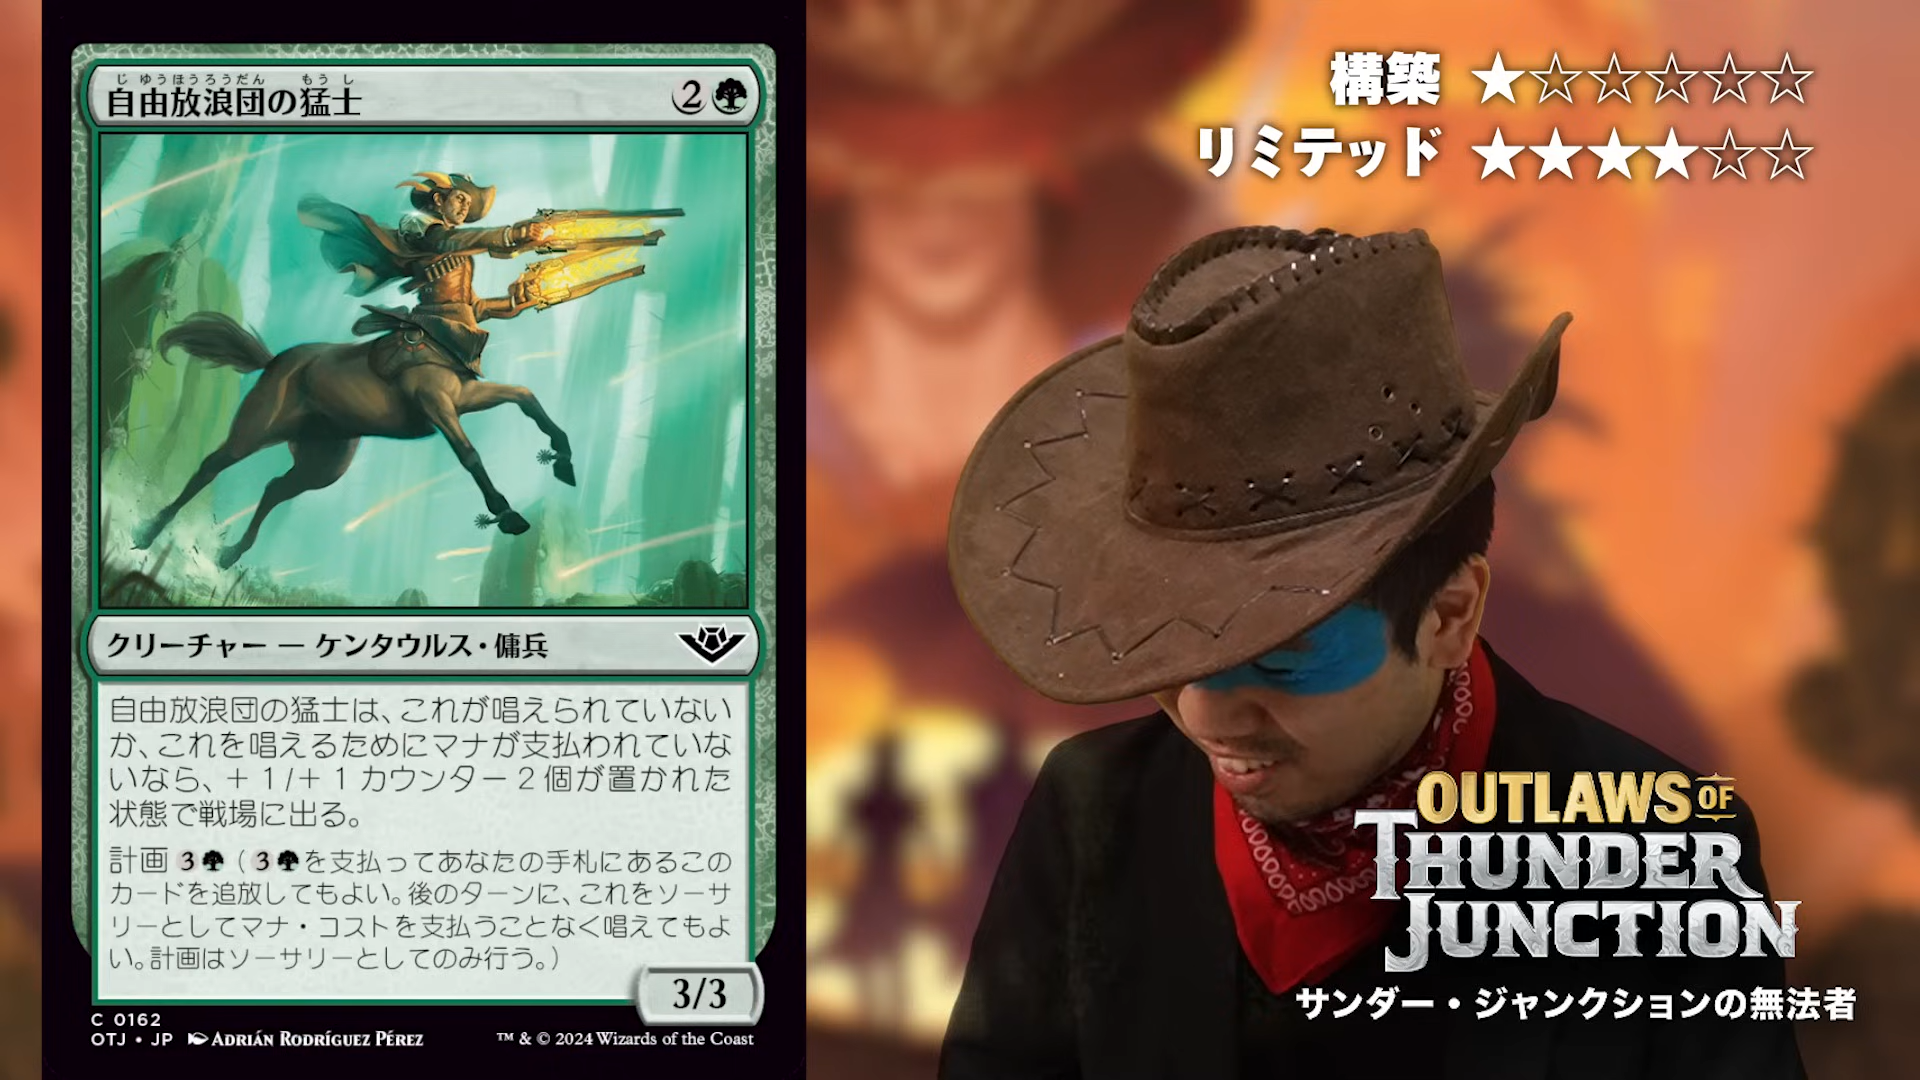 じゆうほうろうだん もうし
自由放浪団の猛士
2
クリーチャー — ケンタウルス・傭兵
自由放浪団の猛士は、これが唱えられていない
か、これを唱えるためにマナが支払われていな
いなら、+1/+1カウンター2個が置かれた
状態で戦場に出る。
計画 3（3を支払ってあなたの手札にあるこの
カードを追放してもよい。後のターンに、これをソーサ
リーとしてマナ・コストを支払うことなく唱えてもよ
い。計画はソーサリーとしてのみ行う。）
3/3
C 0162
OTJ • JP ADRIÁN RODRÍGUEZ PÉREZ
™ & © 2024 Wizards of the Coast
構築 ★☆☆☆☆☆
リミテッド ★★★★☆☆
OUTLAWS OF
THUNDER
JUNCTION
サンダー・ジャンクションの無法者